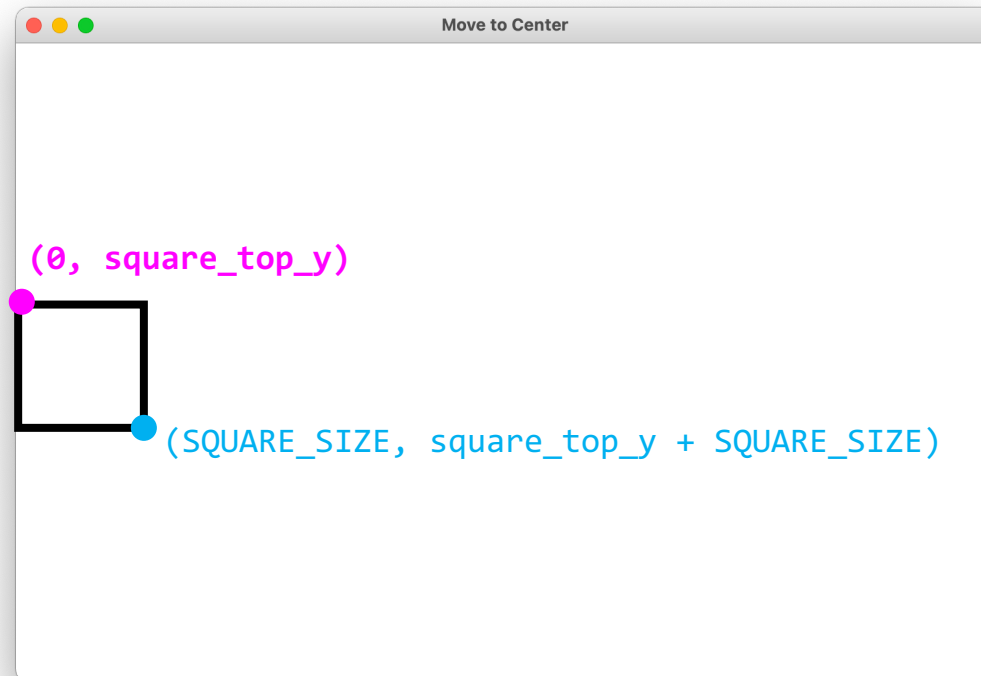 Move to Center
(0, square_top_y)
(SQUARE_SIZE, square_top_y + SQUARE_SIZE)